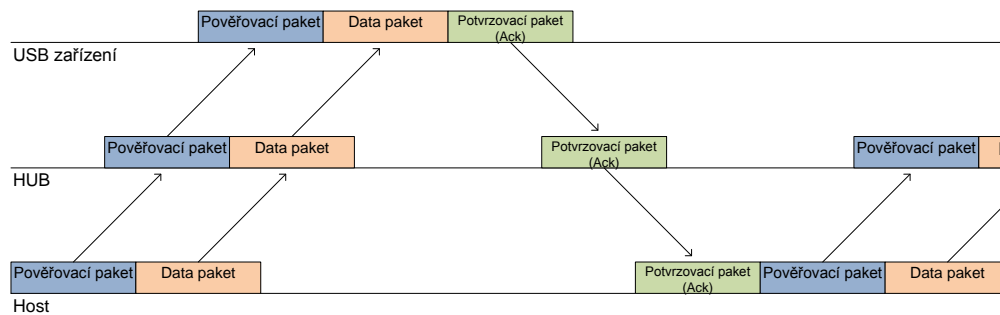 Pověřovací paket
Data paket
Potvrzovací paket
(Ack)
USB zařízení
Pověřovací paket
Data paket
Potvrzovací paket
(Ack)
Pověřovací paket
HUB
Pověřovací paket
Data paket
Potvrzovací paket
(Ack)
Pověřovací paket
Data paket
Host